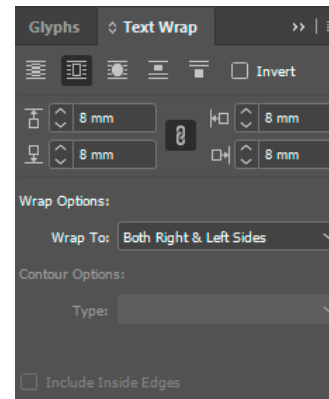 Glyphs Text Wrap
Invert
8 mm 8 mm
8 mm 8 mm
Wrap Options:
Wrap To: Both Right & Left Sides
Contour Options:
Type:
Include Inside Edges